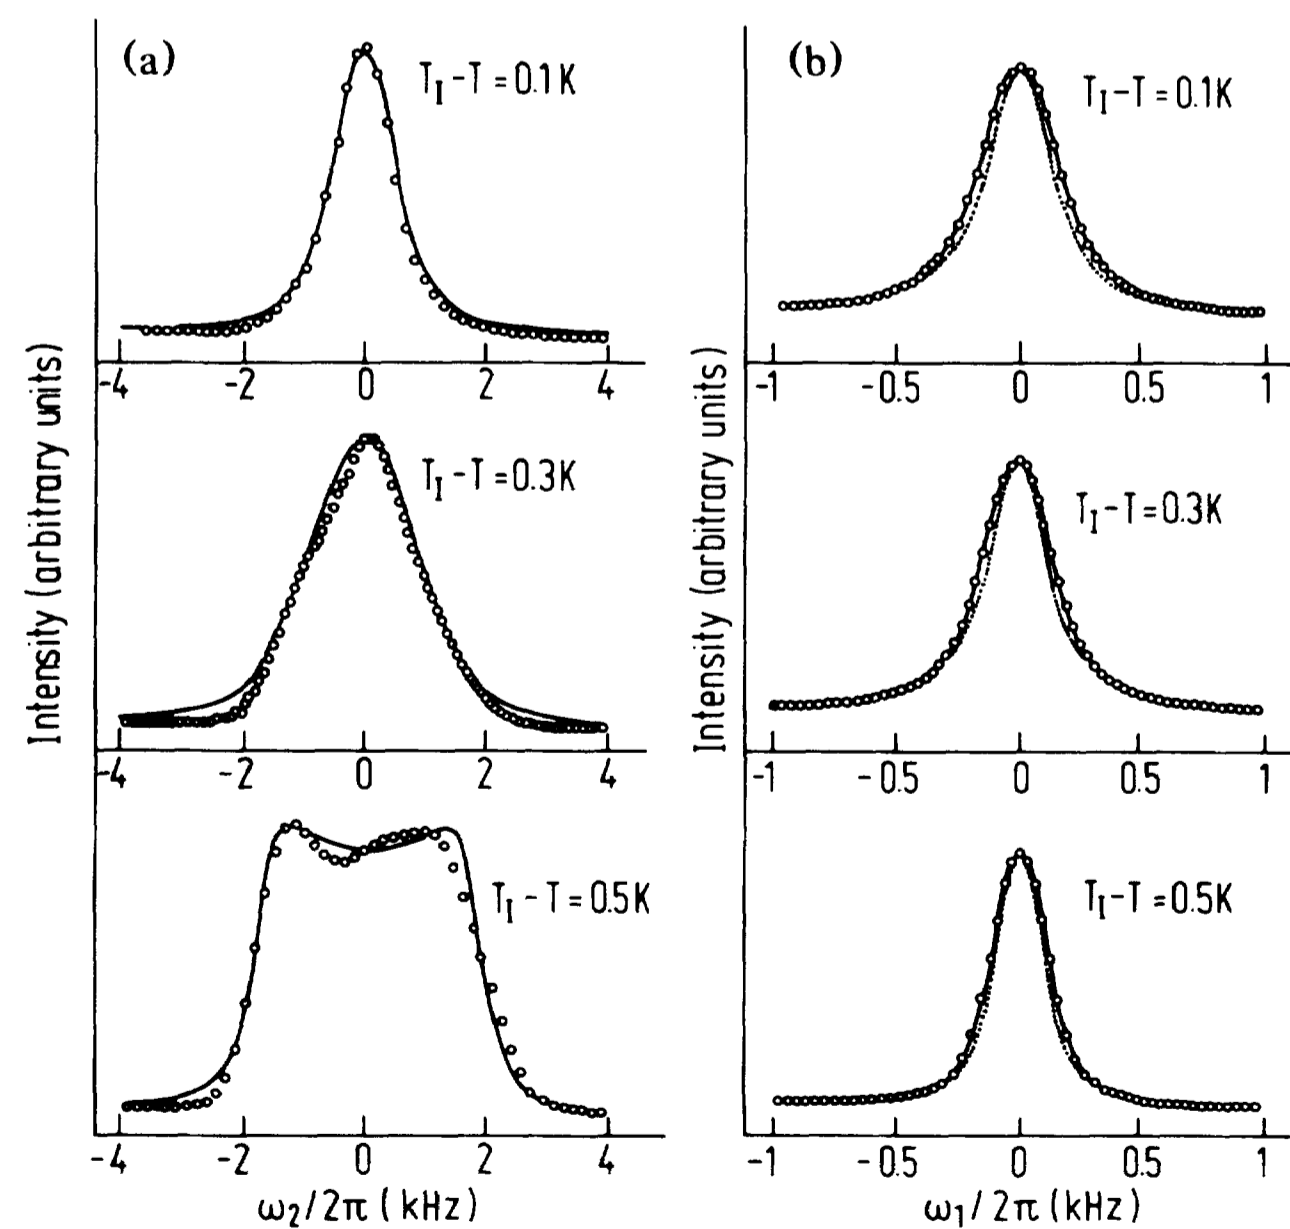 (a)
T_I - T = 0.1 K
-4 -2 0 2 4
T_I - T = 0.3K
-4 -2 0 2 4
T_I - T = 0.5K
-4 -2 0 2 4
ω₂/2π ( kHz)
Intensity (arbitrary units)
(b)
T_I - T = 0.1K
-1 -0.5 0 0.5 1
T_I - T = 0.3K
-1 -0.5 0 0.5 1
T_I - T = 0.5K
-1 -0.5 0 0.5 1
ω₁/2π (kHz)
Intensity (arbitrary units)